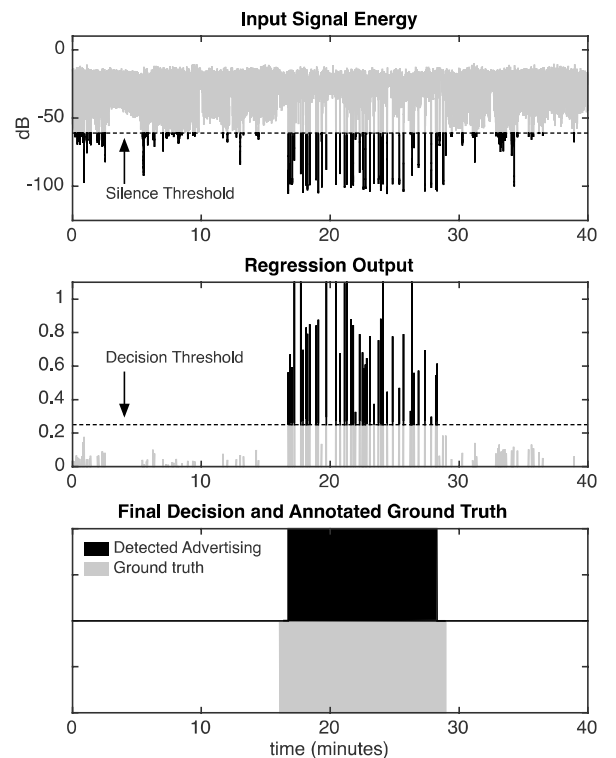 Input Signal Energy
0
-50
-100
dB
Silence Threshold
0 10 20 30 40
Regression Output
1
0.8
0.6
0.4
0.2
0
Decision Threshold
0 10 20 30 40
Final Decision and Annotated Ground Truth
Detected Advertising
Ground truth
0 10 20 30 40
time (minutes)